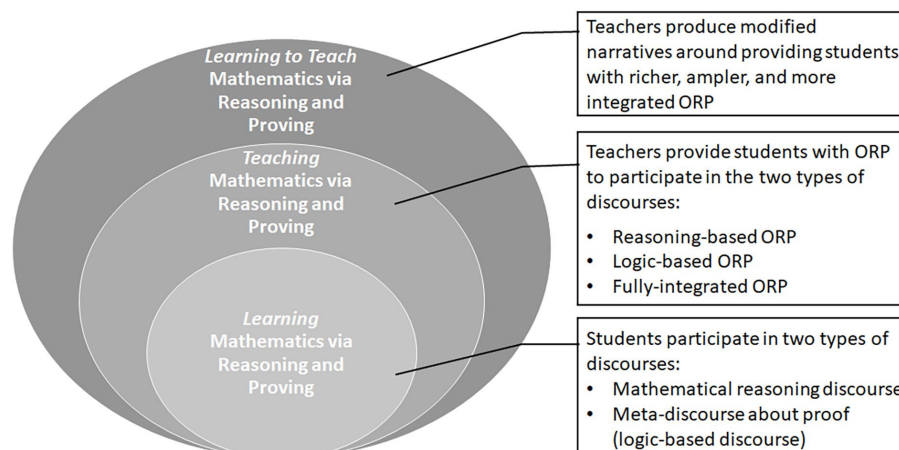 Learning to Teach
Mathematics via
Reasoning and
Proving
Teaching
Mathematics via
Reasoning and
Proving
Learning
Mathematics via
Reasoning and
Proving
Teachers produce modified
narratives around providing students
with richer, ampler, and more
integrated ORP
Teachers provide students with ORP
to participate in the two types of
discourses:
• Reasoning-based ORP
• Logic-based ORP
• Fully-integrated ORP
Students participate in two types of
discourses:
• Mathematical reasoning discourse
• Meta-discourse about proof
(logic-based discourse)